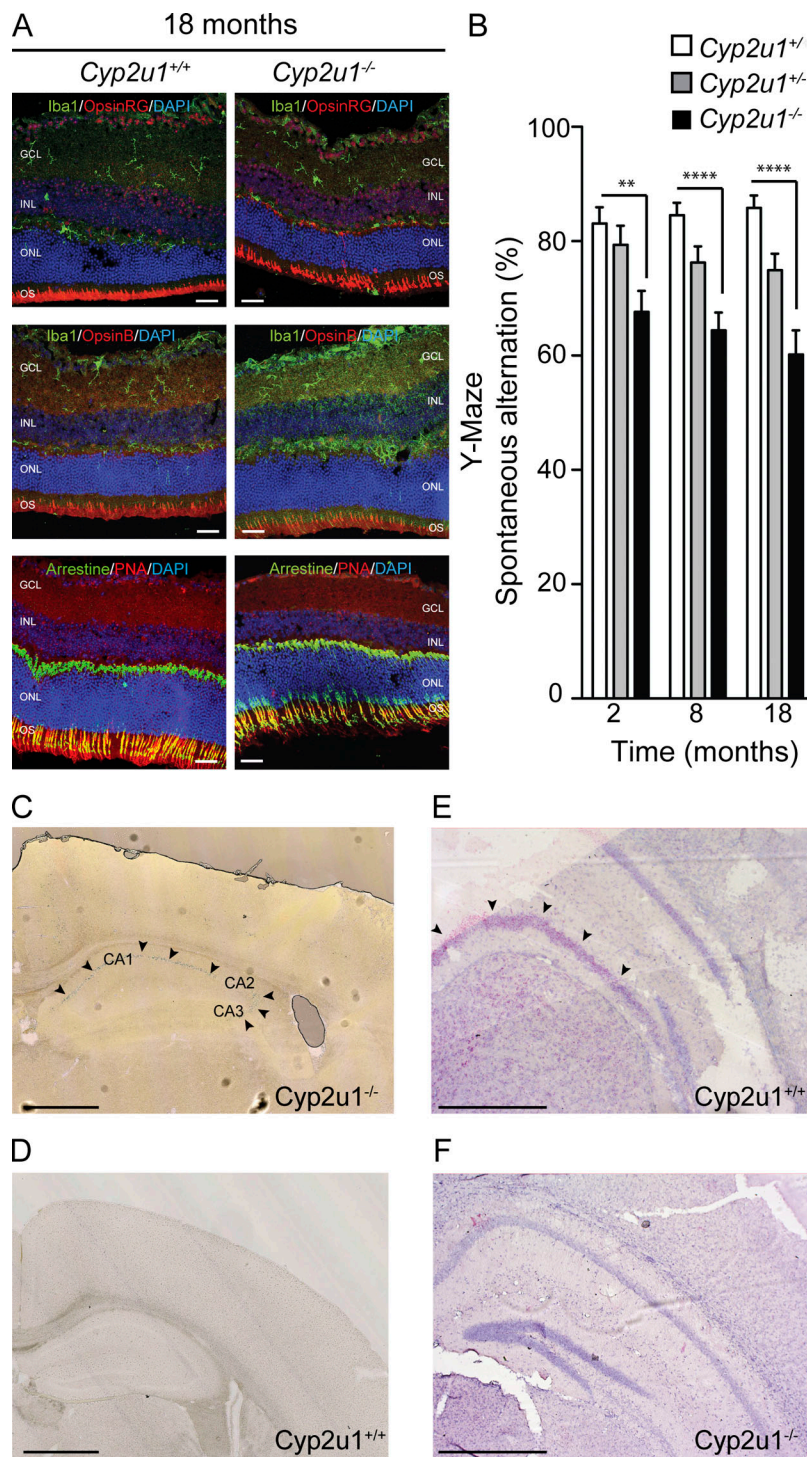 A
18 months
Cyp2u1+/+
Cyp2u1-/-
Iba1/OpsinRG/DAPI
GCL
INL
ONL
OS
Iba1/OpsinRG/DAPI
GCL
INL
ONL
OS
Iba1/OpsinB/DAPI
GCL
INL
ONL
OS
Iba1/OpsinB/DAPI
GCL
INL
ONL
OS
Arrestine/PNA/DAPI
GCL
INL
ONL
OS
Arrestine/PNA/DAPI
GCL
INL
ONL
OS
B
Cyp2u1+/
Cyp2u1+/-
Cyp2u1-/-
Y-Maze
Spontaneous alternation (%)
100
80
60
40
20
0
**
****
****
2
8
18
Time (months)
C
CA1
CA2
CA3
Cyp2u1-/-
E
Cyp2u1+/+
D
Cyp2u1+/+
F
Cyp2u1-/-